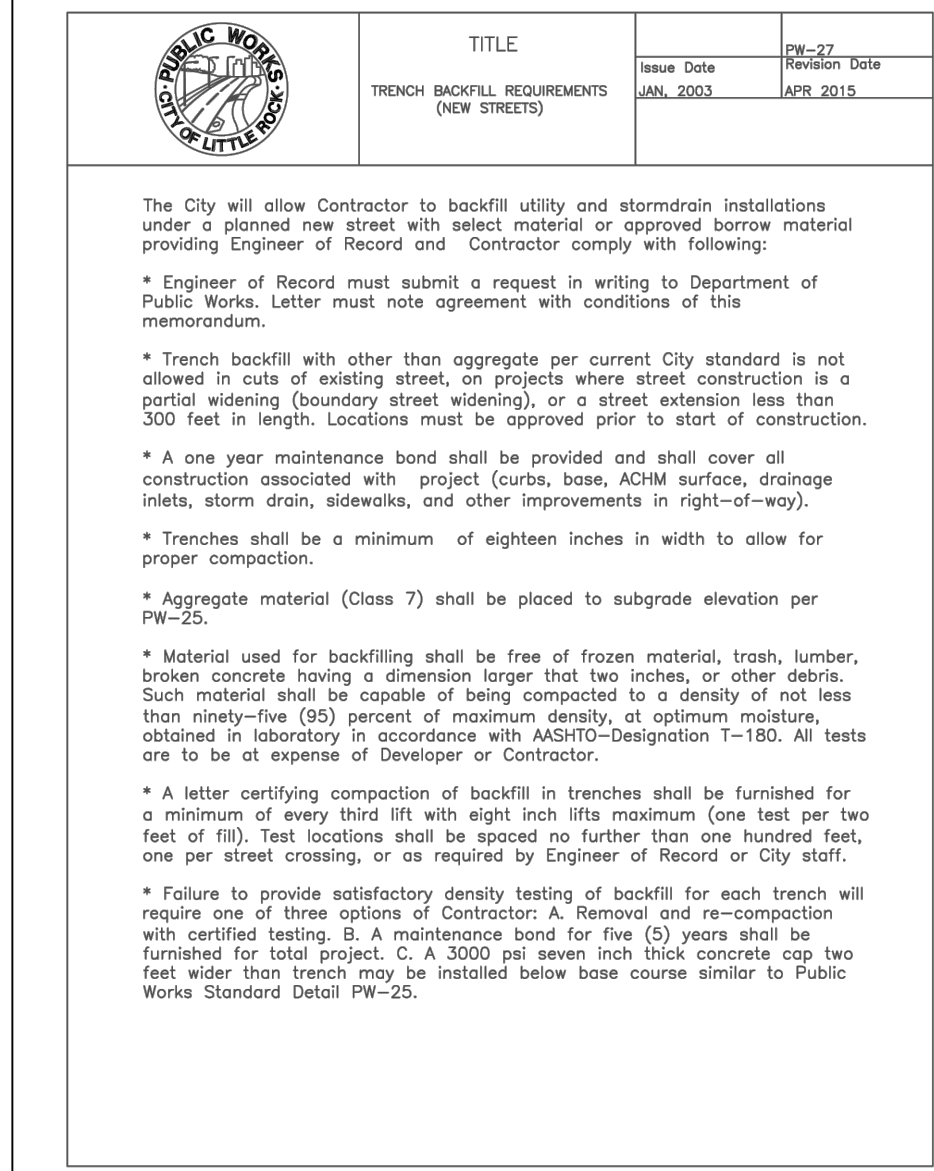 PUBLIC WORKS
CITY OF LITTLE ROCK
TITLE
TRENCH BACKFILL REQUIREMENTS
(NEW STREETS)
PW-27
Issue Date
Revision Date
JAN, 2003
APR 2015
The City will allow Contractor to backfill utility and stormdrain installations
under a planned new street with select material or approved borrow material
providing Engineer of Record and Contractor comply with following:
* Engineer of Record must submit a request in writing to Department of
Public Works. Letter must note agreement with conditions of this
memorandum.
* Trench backfill with other than aggregate per current City standard is not
allowed in cuts of existing street, on projects where street construction is a
partial widening (boundary street widening), or a street extension less than
300 feet in length. Locations must be approved prior to start of construction.
* A one year maintenance bond shall be provided and shall cover all
construction associated with project (curbs, base, ACHM surface, drainage
inlets, storm drain, sidewalks, and other improvements in right-of-way).
* Trenches shall be a minimum of eighteen inches in width to allow for
proper compaction.
* Aggregate material (Class 7) shall be placed to subgrade elevation per
PW-25.
* Material used for backfilling shall be free of frozen material, trash, lumber,
broken concrete having a dimension larger that two inches, or other debris.
Such material shall be capable of being compacted to a density of not less
than ninety-five (95) percent of maximum density, at optimum moisture,
obtained in laboratory in accordance with AASHTO-Designation T-180. All tests
are to be at expense of Developer or Contractor.
* A letter certifying compaction of backfill in trenches shall be furnished for
a minimum of every third lift with eight inch lifts maximum (one test per two
feet of fill). Test locations shall be spaced no further than one hundred feet,
one per street crossing, or as required by Engineer of Record or City staff.
* Failure to provide satisfactory density testing of backfill for each trench will
require one of three options of Contractor: A. Removal and re-compaction
with certified testing. B. A maintenance bond for five (5) years shall be
furnished for total project. C. A 3000 psi seven inch thick concrete cap two
feet wider than trench may be installed below base course similar to Public
Works Standard Detail PW-25.